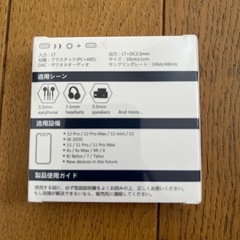 入力：LT
出力：LT+DC3.5mm
材質：プラスチック（PC+ABS）
サイズ：10cm×1cm
DAC：デジタルオーディオ
サンプリングレート：24bit/48kHz
適用シーン
3.5mm
earphone
3.5mm
headsets
3.5mm
speakers
And more...
適用設備
• 12 Pro / 12 Pro Max / 12 mini / 12
• SE 2020
• 11 / 11 Pro / 11 Pro Max
• Xs / Xs Max / XR / X
• 8/ 8plus / 7 / 7plus
• New devices in the future
製品使用ガイド